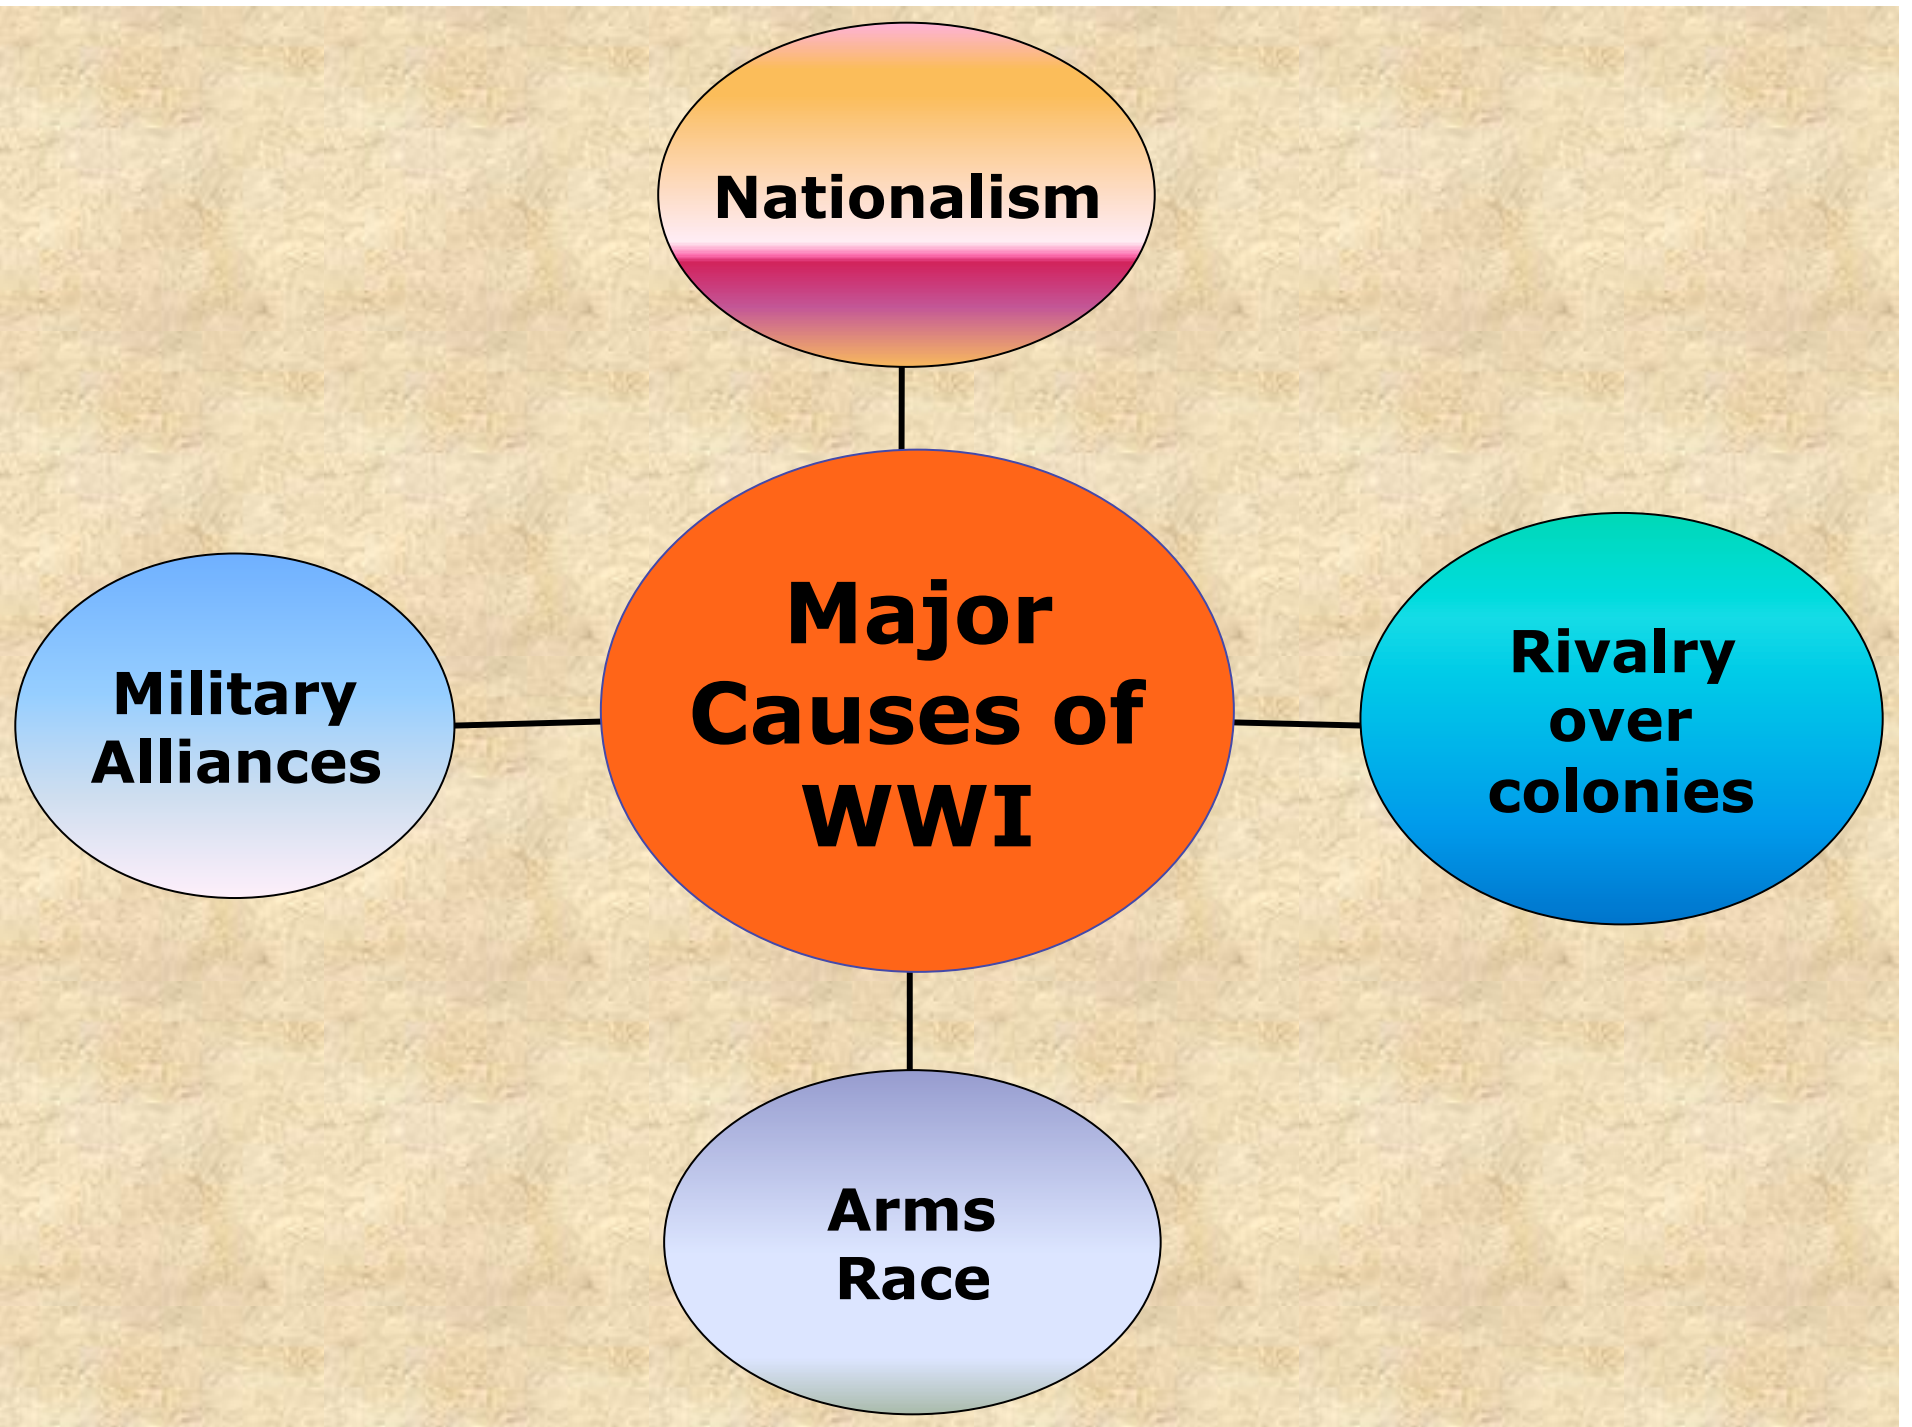 Nationalism
Major
Causes of
WWI
Military
Alliances
Rivalry
over
colonies
Arms
Race